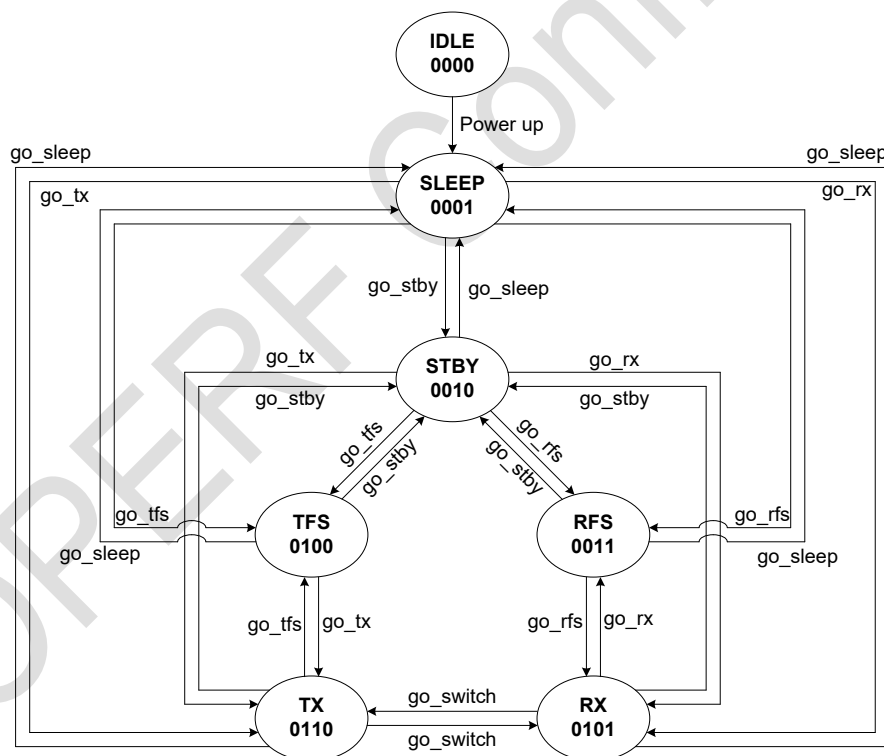 IDLE
0000
Power up
go_sleep
go_sleep
SLEEP
0001
go_tx
go_rx
go_stby
go_sleep
go_tx
STBY
0010
go_rx
go_stby
go_stby
go_tfs
go_stby
go_rfs
go_stby
go_tfs
TFS
0100
RFS
0011
go_rfs
go_sleep
go_sleep
go_tfs
go_tx
go_rfs
go_rx
go_switch
TX
0110
RX
0101
go_switch